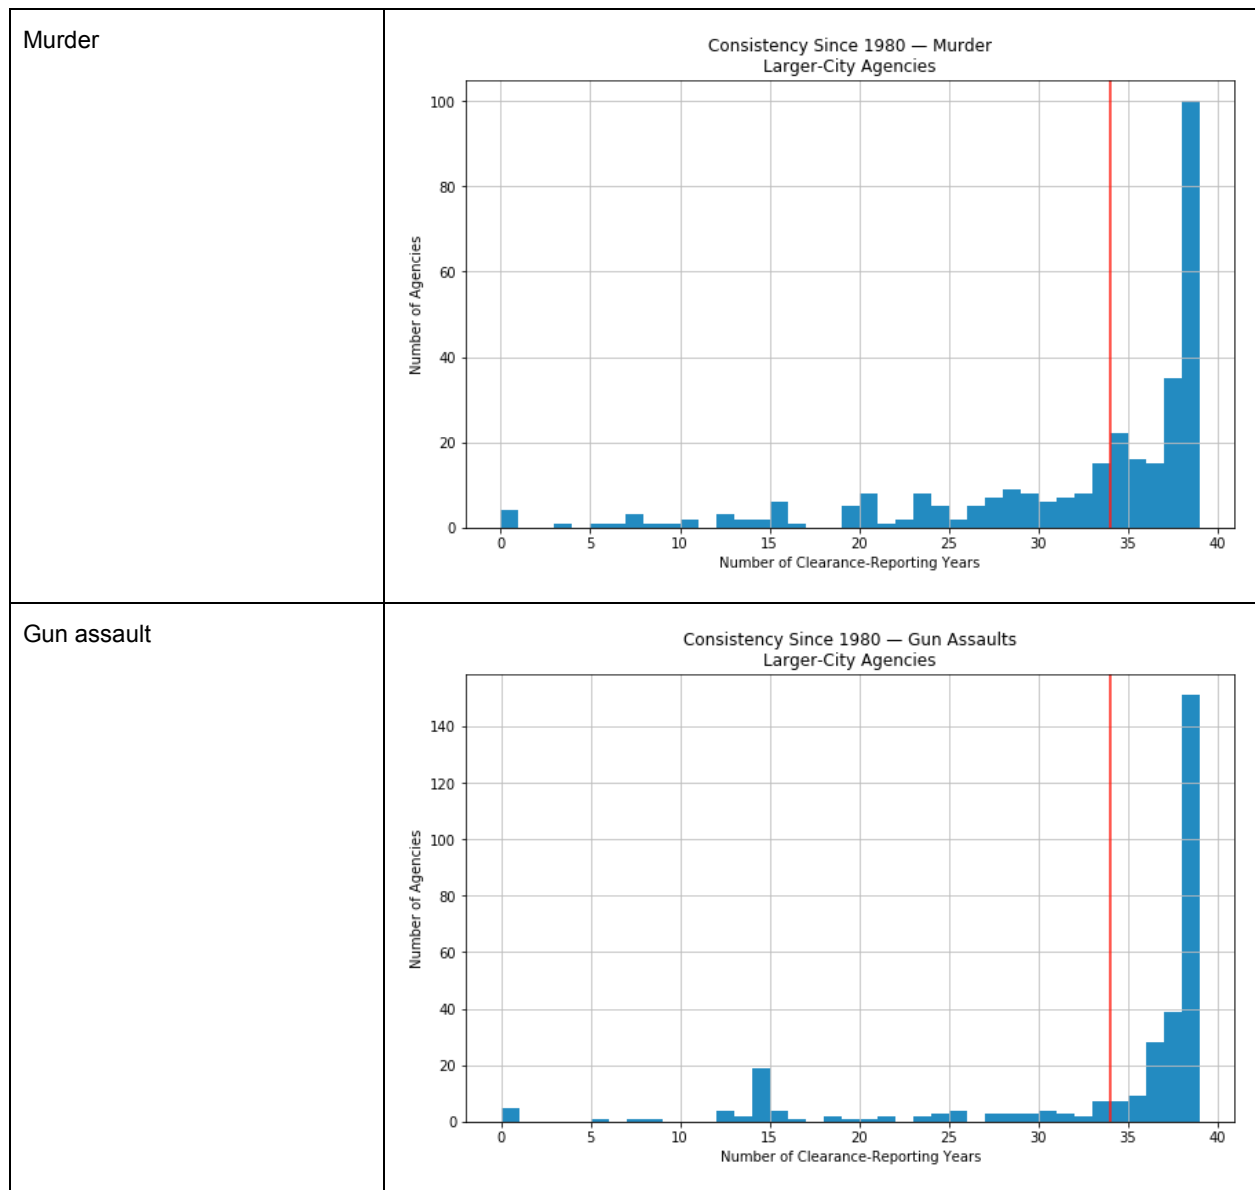 Murder
Consistency Since 1980 — Murder
Larger-City Agencies
100
80
60
40
20
0
Number of Agencies
0 5 10 15 20 25 30 35 40
Number of Clearance-Reporting Years
Gun assault
Consistency Since 1980 — Gun Assaults
Larger-City Agencies
140
120
100
80
60
40
20
0
Number of Agencies
0 5 10 15 20 25 30 35 40
Number of Clearance-Reporting Years